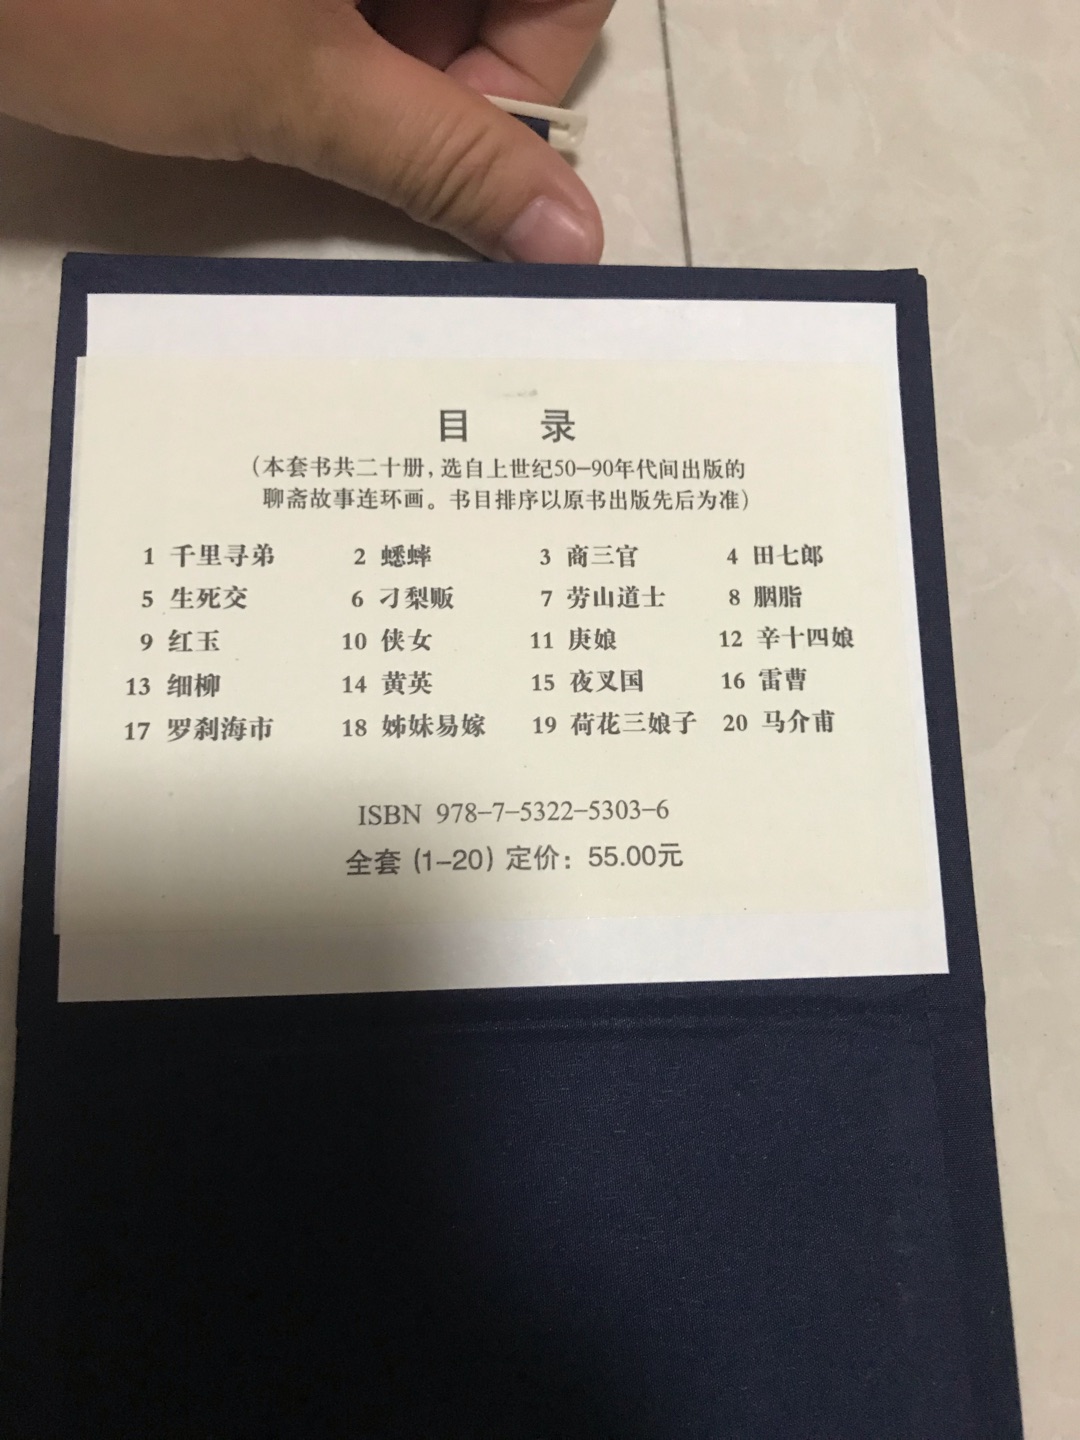 目 录
（本套书共二十册，选自上世纪50-90年代间出版的
聊斋故事连环画。书目排序以原书出版先后为准）
1 千里寻弟 2 蟋蟀 3 商三官 4 田七郎
5 生死交 6 刁梨贩 7 劳山道士 8 胭脂
9 红玉 10 侠女 11 庚娘 12 辛十四娘
13 细柳 14 黄英 15 夜叉国 16 雷曹
17 罗刹海市 18 姊妹易嫁 19 荷花三娘子 20 马介甫
ISBN 978-7-5322-5303-6
全套（1-20）定价：55.00元